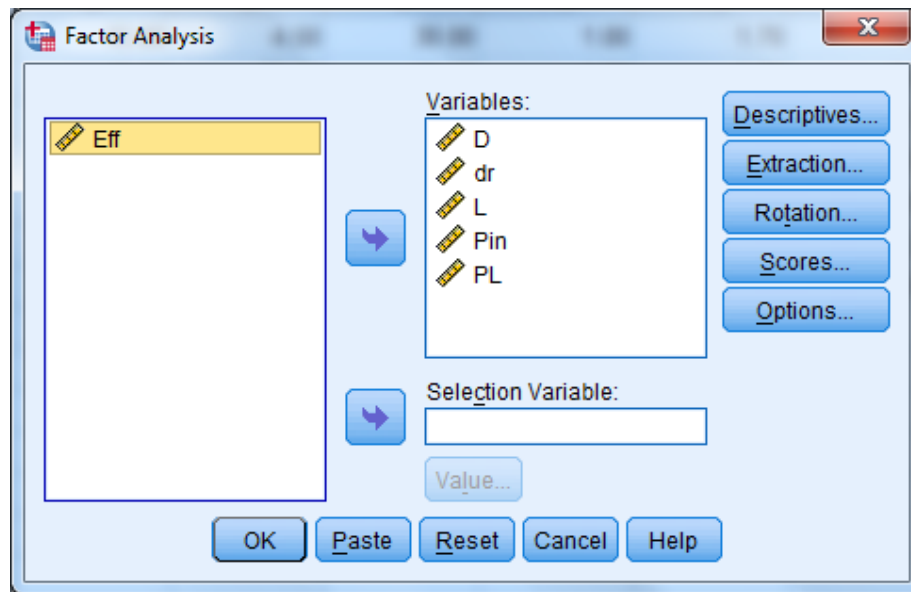 Factor Analysis
Eff
Variables:
D
dr
L
Pin
PL
Descriptives...
Extraction...
Rotation...
Scores...
Options...
Selection Variable:
Value...
OK Paste Reset Cancel Help